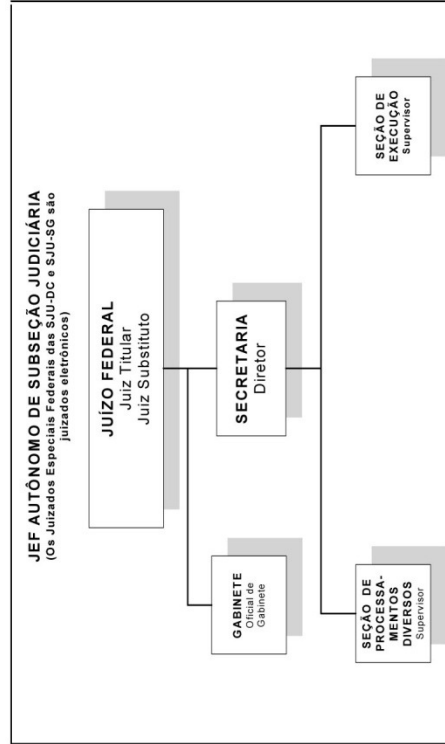 JEF AUTÔNOMO DE SUBSEÇÃO JUDICIÁRIA
(Os Juizados Especiais Federais das SJU-DC e SJU-SG são
juizados eletrônicos)
JUÍZO FEDERAL
Juiz Titular
Juiz Substituto
GABINETE
Oficial de
Gabinete
SECRETARIA
Diretor
SEÇÃO DE
PROCESSA-
MENTOS
DIVERSOS
Supervisor
SEÇÃO DE
EXECUÇÃO
Supervisor